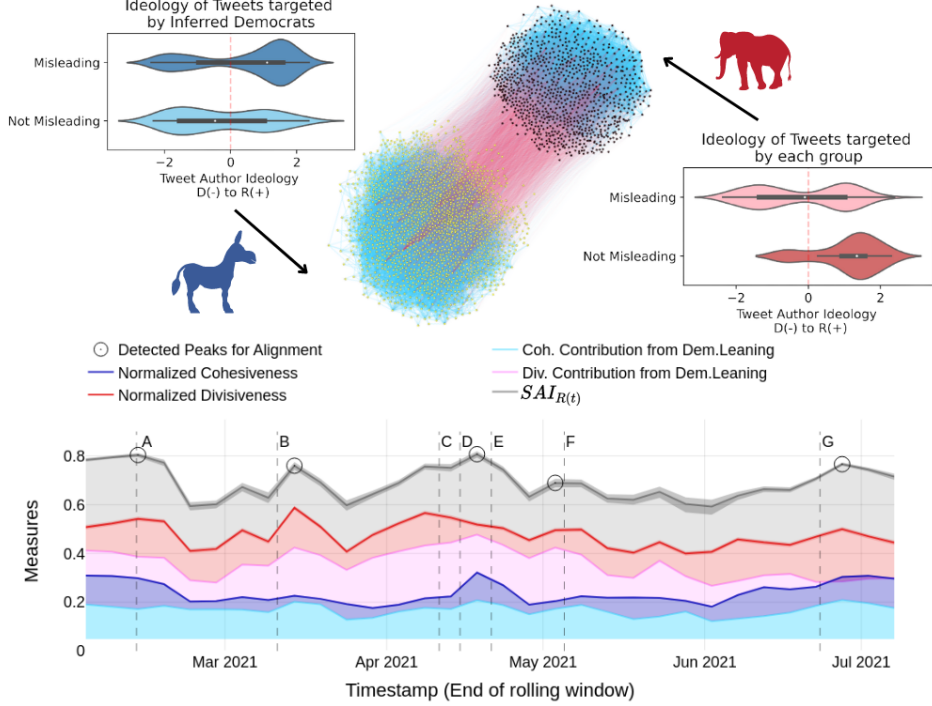 Ideology of Tweets targeted
by Inferred Democrats
Misleading
Not Misleading
−2 0 2
Tweet Author Ideology
D(-) to R(+)
Ideology of Tweets targeted
by each group
Misleading
Not Misleading
−2 0 2
Tweet Author Ideology
D(-) to R(+)
Detected Peaks for Alignment
Normalized Cohesiveness
Normalized Divisiveness
Coh. Contribution from Dem.Leaning
Div. Contribution from Dem.Leaning
SAI_R(t)
A B C D E F G
0.8
0.6
0.4
0.2
0
Measures
Mar 2021 Apr 2021 May 2021 Jun 2021 Jul 2021
Timestamp (End of rolling window)